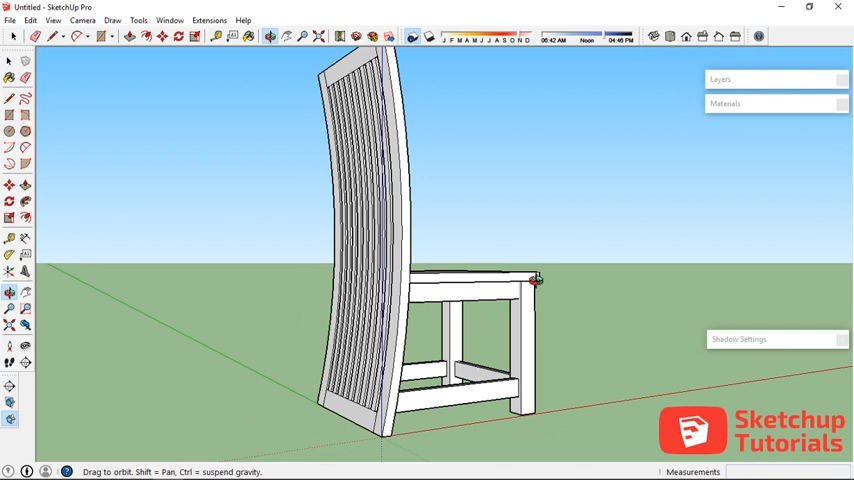 Untitled - SketchUp Pro
File Edit View Camera Draw Tools Window Extensions Help
J F M A M J J A S O N D 06:42 AM Noon 04:46 PM
Layers
Materials
Shadow Settings
Sketchup
Tutorials
Drag to orbit. Shift = Pan, Ctrl = suspend gravity.
Measurements